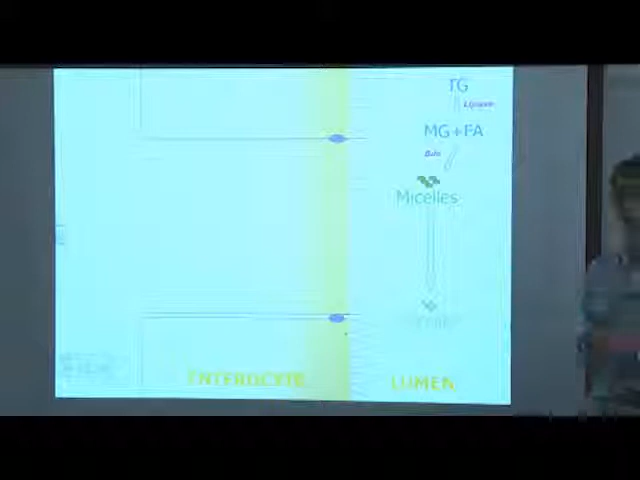 TG
Lipase
MG+FA
Bile
Micelles
ENTEROCYTE
LUMEN